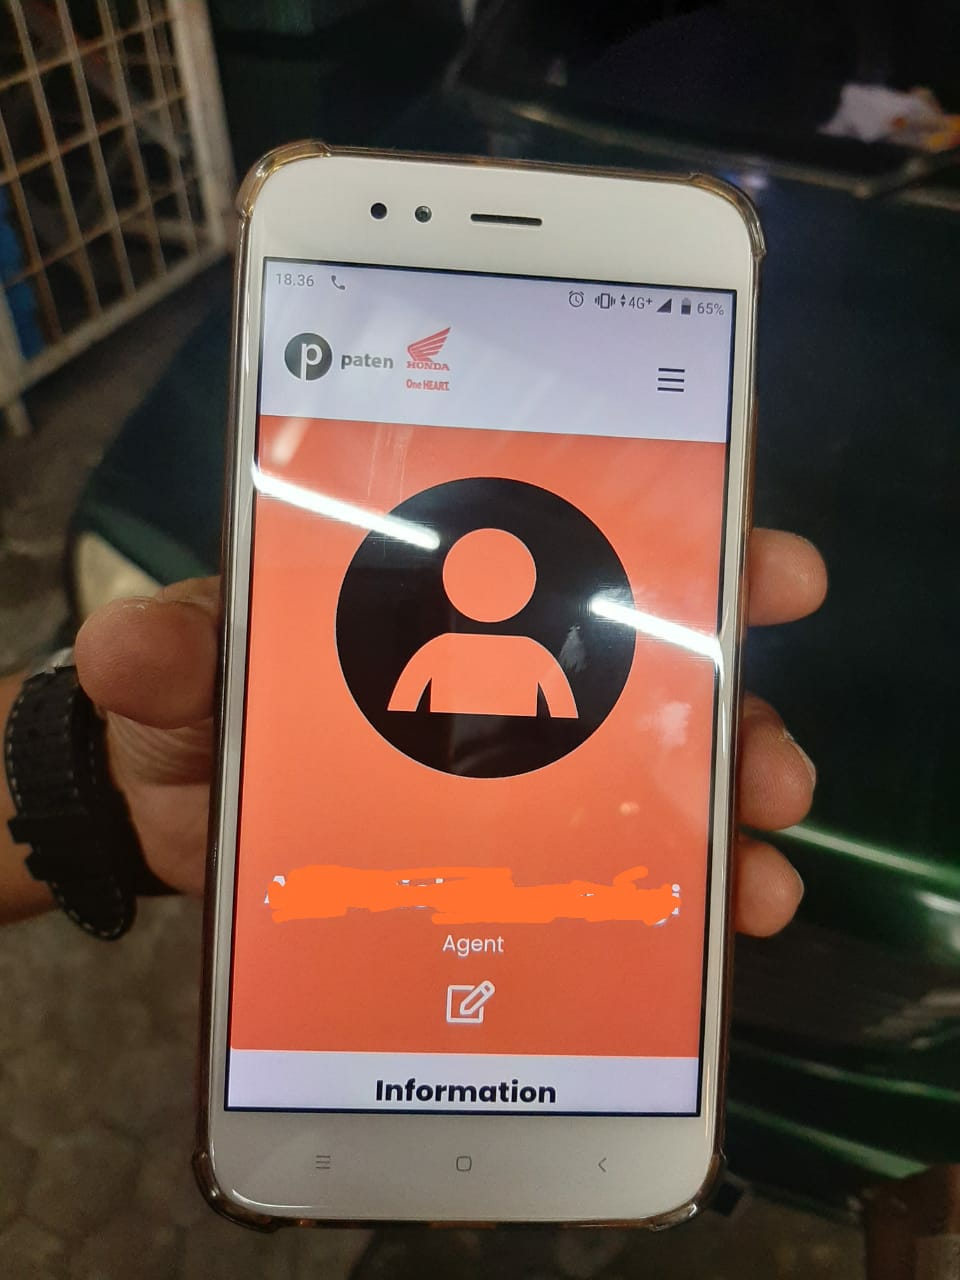 18.36
4G+ 65%
paten
HONDA
One HEART.
Agent
Information